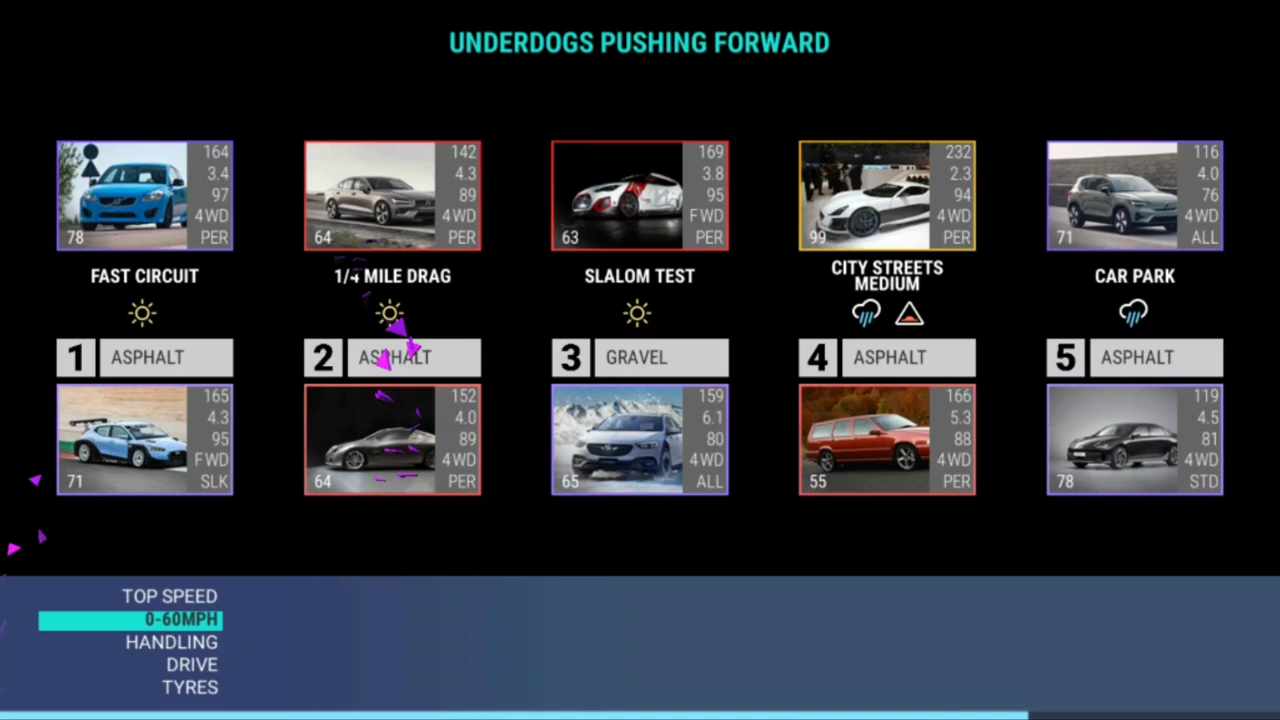 UNDERDOGS PUSHING FORWARD
164
3.4
97
4WD
78 PER
142
4.3
89
4WD
64 PER
169
3.8
95
FWD
63 PER
232
2.3
94
4WD
99 PER
116
4.0
76
4WD
71 ALL
FAST CIRCUIT
1/4 MILE DRAG
SLALOM TEST
CITY STREETS
MEDIUM
CAR PARK
1 ASPHALT
2 ASPHALT
3 GRAVEL
4 ASPHALT
5 ASPHALT
165
4.3
95
FWD
71 SLK
152
4.0
89
4WD
64 PER
159
6.1
80
4WD
65 ALL
166
5.3
88
4WD
55 PER
119
4.5
81
4WD
78 STD
TOP SPEED
0-60MPH
HANDLING
DRIVE
TYRES